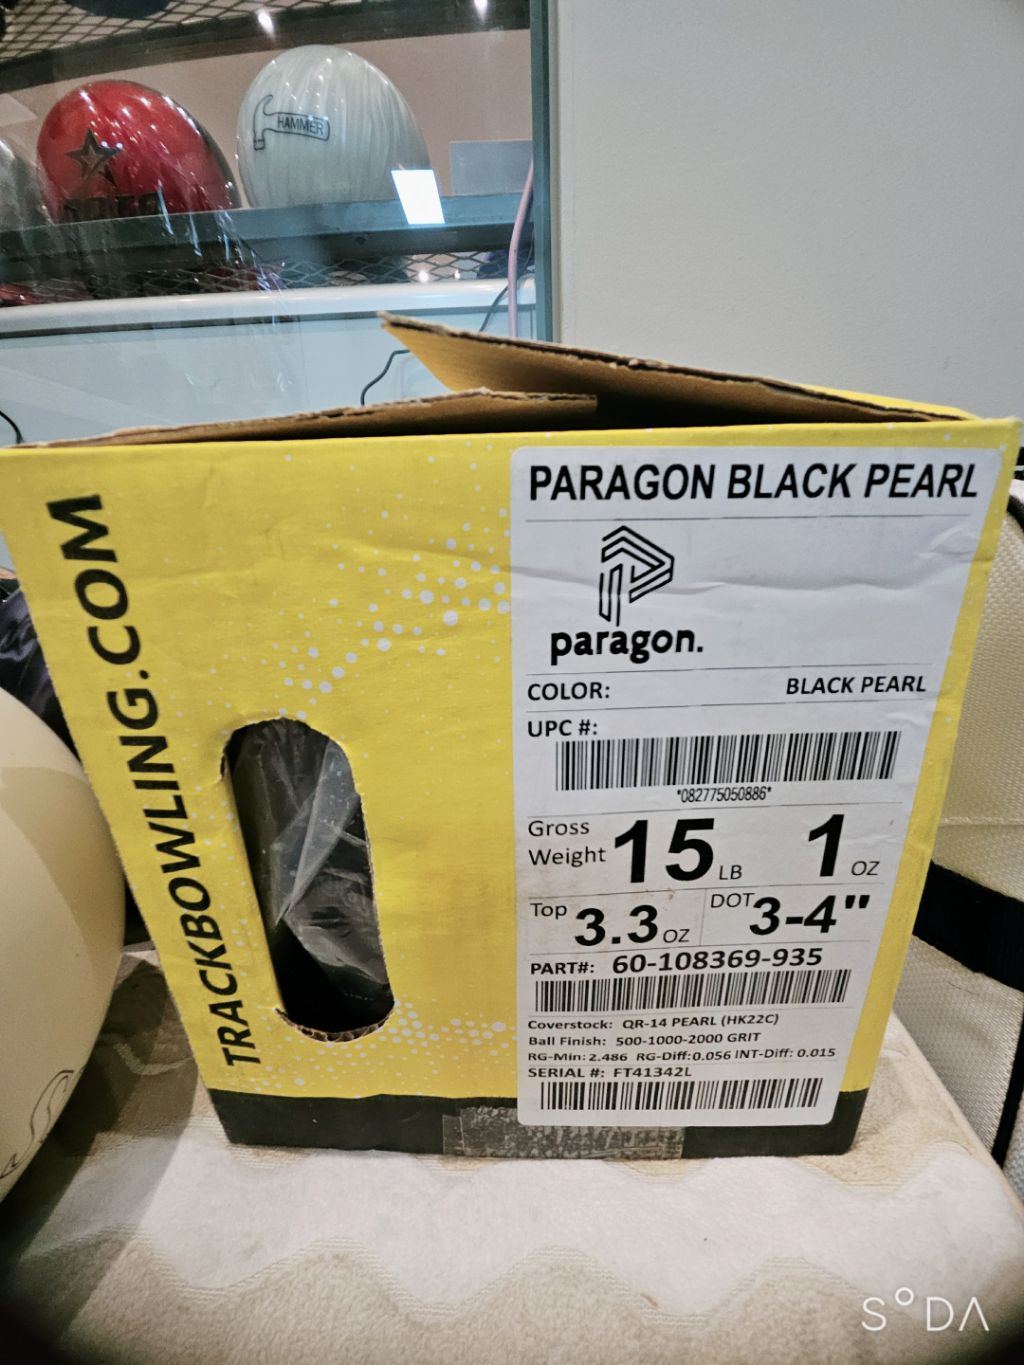 HAMMER
TRACKBOWLING.COM
PARAGON BLACK PEARL
paragon.
COLOR: BLACK PEARL
UPC #:
*082775050886*
Gross Weight 15 LB 1 OZ
Top 3.3 OZ DOT 3-4"
PART#: 60-108369-935
Coverstock: QR-14 PEARL (HK22C)
Ball Finish: 500-1000-2000 GRIT
RG-Min: 2.486 RG-Diff: 0.056 INT-Diff: 0.015
SERIAL #: FT41342L
SODA